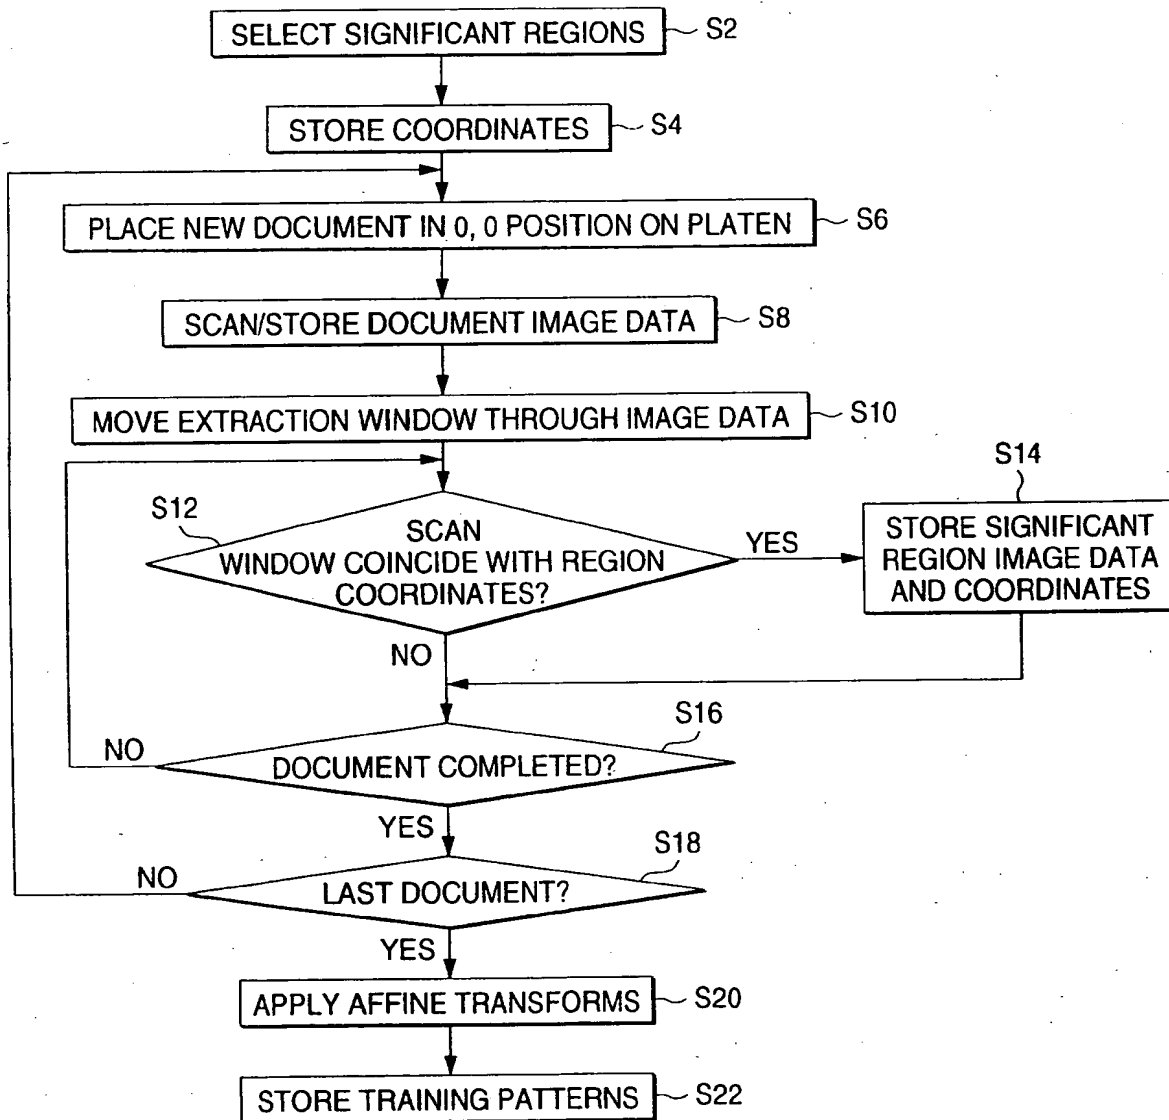 SELECT SIGNIFICANT REGIONS
S2
STORE COORDINATES
S4
PLACE NEW DOCUMENT IN 0, 0 POSITION ON PLATEN
S6
SCAN/STORE DOCUMENT IMAGE DATA
S8
MOVE EXTRACTION WINDOW THROUGH IMAGE DATA
S10
S12
SCAN
WINDOW COINCIDE WITH REGION
COORDINATES?
YES
S14
STORE SIGNIFICANT
REGION IMAGE DATA
AND COORDINATES
NO
S16
DOCUMENT COMPLETED?
NO
YES
S18
LAST DOCUMENT?
NO
YES
APPLY AFFINE TRANSFORMS
S20
STORE TRAINING PATTERNS
S22